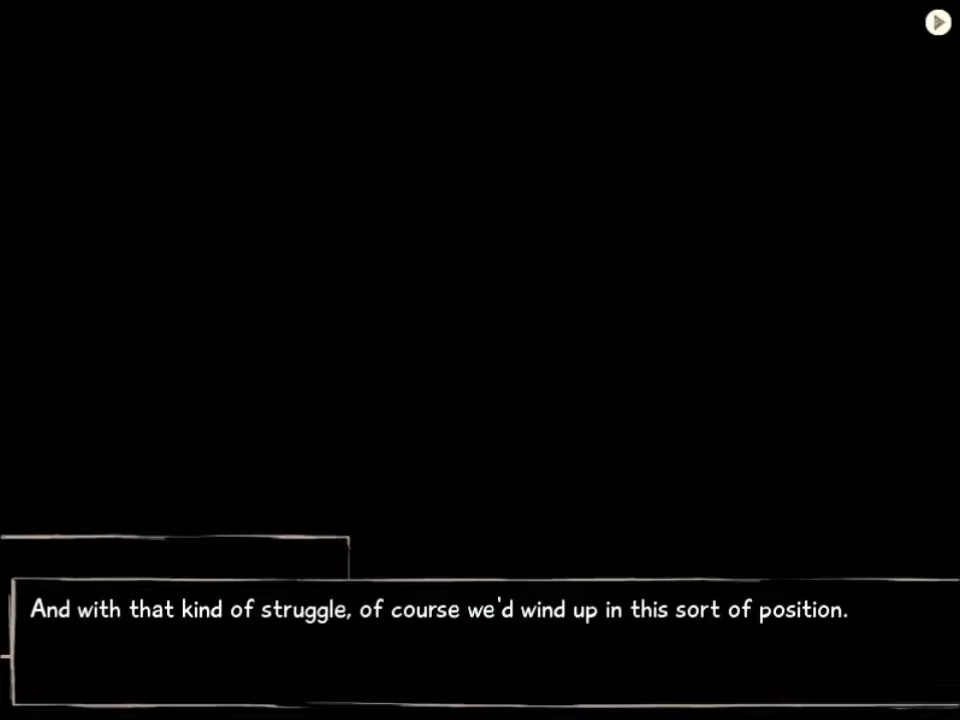 And with that kind of struggle, of course we'd wind up in this sort of position.